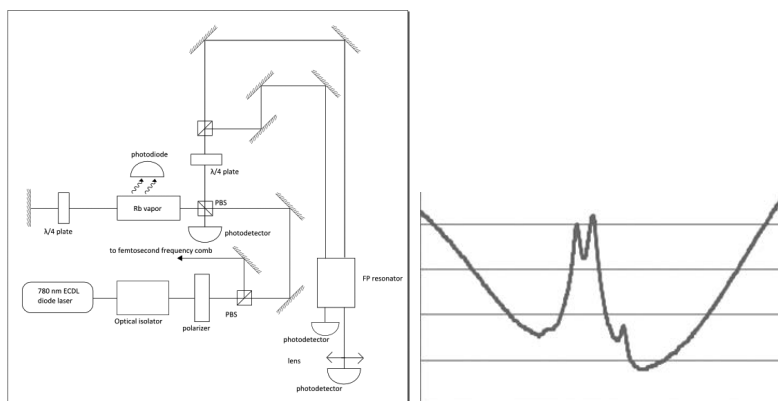 photodiode
λ/4 plate
Rb vapor
PBS
λ/4 plate
photodetector
to femtosecond frequency comb
FP resonator
780 nm ECDL
diode laser
Optical isolator
polarizer
PBS
photodetector
lens
photodetector